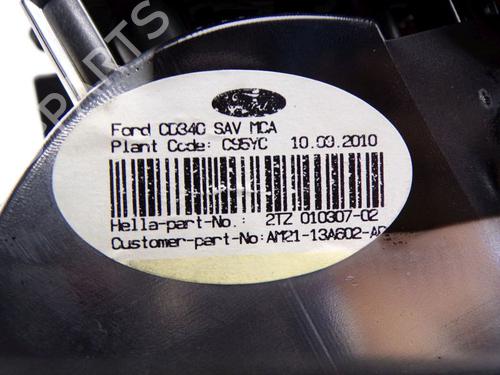 PARTS
Ford
Ford CD340 SAV MCA
Plant Code: C95YC 10.03.2010
Hella-part-No.: 2TZ 010307-02
Customer-part-No: AM21-13A602-AD